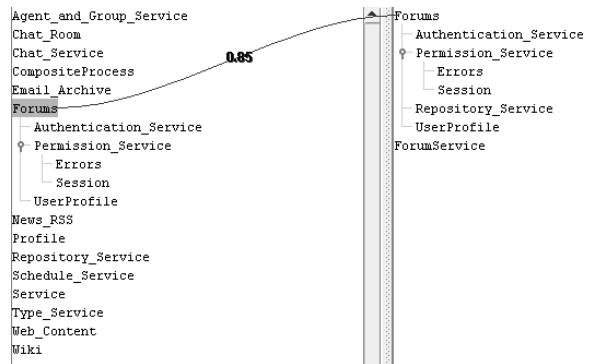 Agent_and_Group_Service
Chat_Room
Chat_Service
CompositeProcess
Email_Archive
Forums
Authentication_Service
Permission_Service
Errors
Session
UserProfile
News_RSS
Profile
Repository_Service
Schedule_Service
Service
Type_Service
Web_Content
Wiki
0.85
Forums
Authentication_Service
Permission_Service
Errors
Session
Repository_Service
UserProfile
ForumService